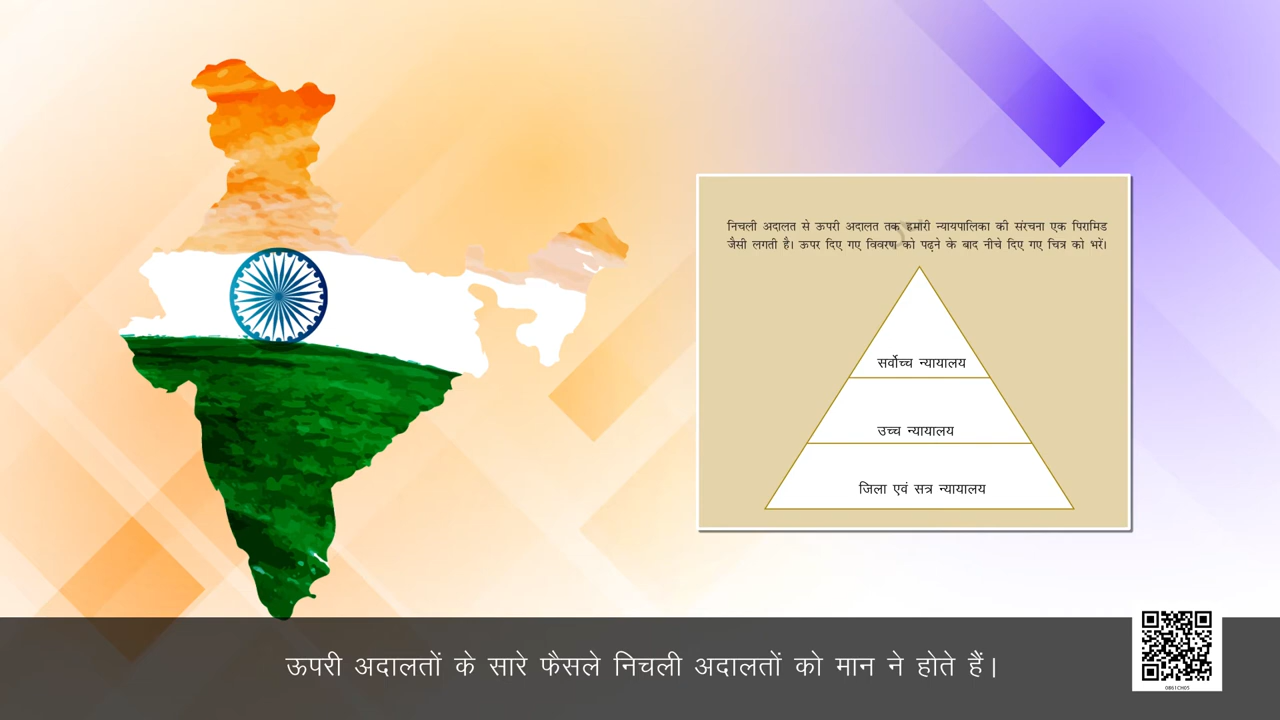 निचली अदालत से ऊपरी अदालत तक हमारी न्यायपालिका की संरचना एक पिरामिड
जैसी लगती है। ऊपर दिए गए विवरण को पढ़ने के बाद नीचे दिए गए चित्र को भरें।
सर्वोच्च न्यायालय
उच्च न्यायालय
जिला एवं सत्र न्यायालय
ऊपरी अदालतों के सारे फैसले निचली अदालतों को मान ने होते हैं।
0861CH05